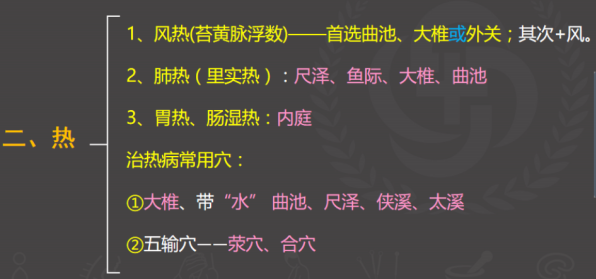 二、热
1、风热(苔黄脉浮数)——首选曲池、大椎或外关；其次+风。
2、肺热（里实热）：尺泽、鱼际、大椎、曲池
3、胃热、肠湿热：内庭
治热病常用穴：
①大椎、带“水” 曲池、尺泽、侠溪、太溪
②五输穴——荥穴、合穴